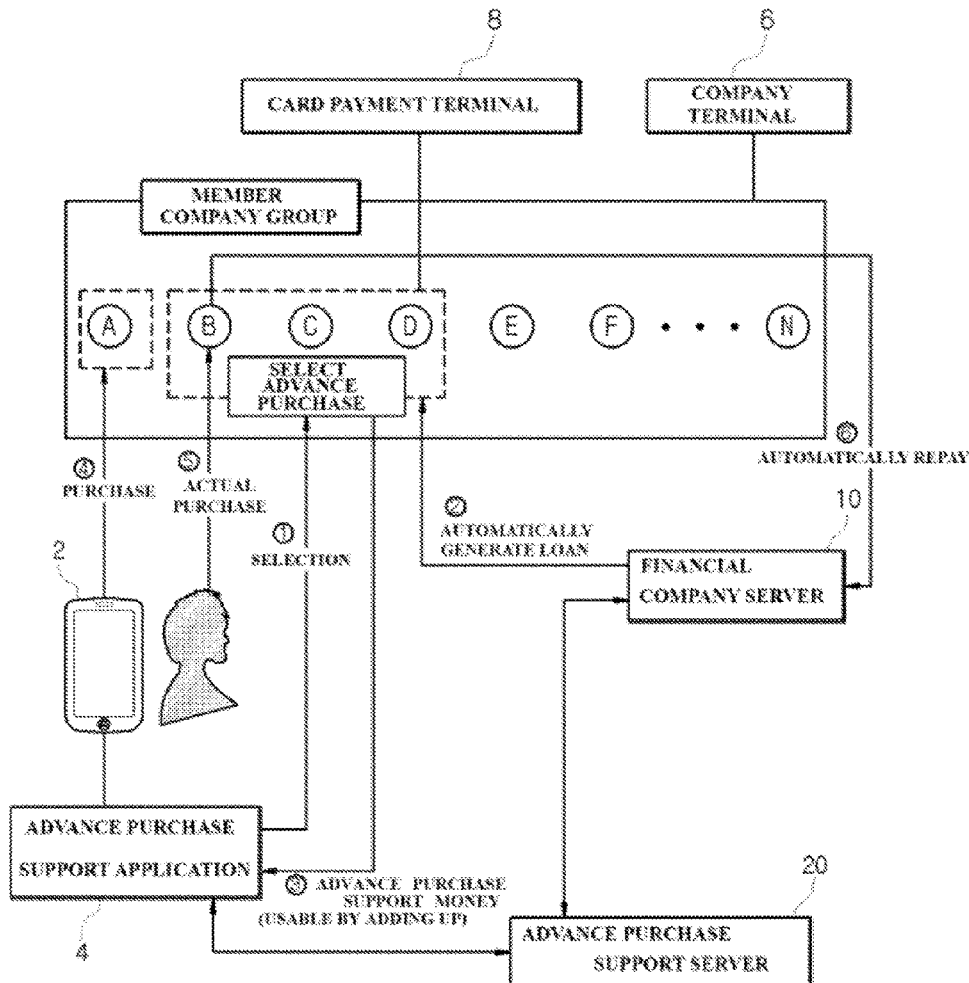 8
6
CARD PAYMENT TERMINAL
COMPANY
TERMINAL
MEMBER
COMPANY GROUP
A B C D E F • • • N
SELECT
ADVANCE
PURCHASE
④
PURCHASE
⑤
ACTUAL
PURCHASE
①
SELECTION
②
AUTOMATICALLY
GENERATE LOAN
⑥
AUTOMATICALLY REPAY
10
FINANCIAL
COMPANY SERVER
2
ADVANCE PURCHASE
SUPPORT APPLICATION
4
③ ADVANCE PURCHASE
SUPPORT MONEY
(USABLE BY ADDING UP)
20
ADVANCE PURCHASE
SUPPORT SERVER